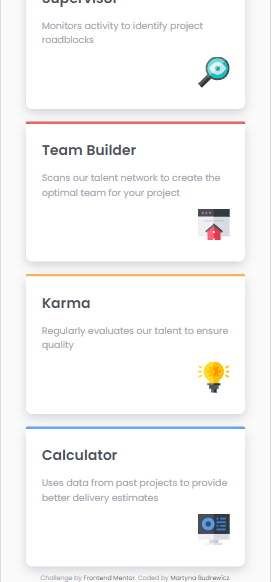 Supervisor
Monitors activity to identify project
roadblocks
Team Builder
Scans our talent network to create the
optimal team for your project
Karma
Regularly evaluates our talent to ensure
quality
Calculator
Uses data from past projects to provide
better delivery estimates
Challenge by Frontend Mentor. Coded by Martyna Budrewicz.